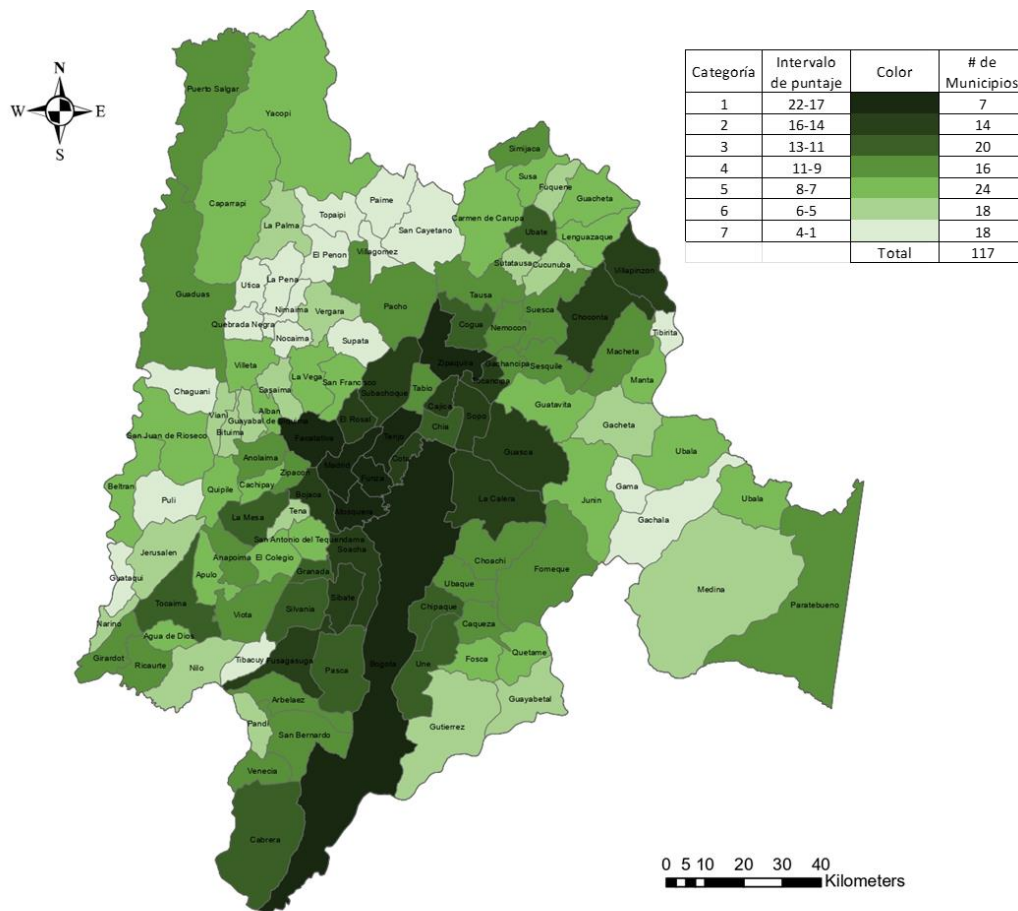 N
W E
S
Categoría Intervalo de puntaje Color # de Municipios
1 22-17 7
2 16-14 14
3 13-11 20
4 11-9 16
5 8-7 24
6 6-5 18
7 4-1 18
Total 117
Puerto Salgar
Yacopi
Simijaca
Susa
Fuquene
Guacheta
Caparrapi
Paime
Topaipi
La Palma
San Cayetano
Carmen de Carupa
Ubate
Lenguazaque
El Penon
Villagomez
Sutatausa
Cucunuba
Villapinzon
Utica
La Pena
Guaduas
Nimaima
Vergara
Pacho
Tausa
Suesca
Choconta
Quebrada Negra
Nocaima
Supata
Cogua
Nemocon
Tibirita
Macheta
Villeta
Zipaquira
Gachancipa
Sesquile
Chaguani
Sasaima
La Vega
San Francisco
Subachoque
Tabio
Tocancipa
Manta
Viani
Alban
Guayabal de Siquima
Bituima
El Rosal
Cajica
Sopo
Guatavita
Gacheta
San Juan de Rioseco
Facatativa
Tenjo
Chia
Anolaima
Cota
Guasca
Ubala
Zipacon
Madrid
Funza
Beltran
Puli
Quipile
Cachipay
Bojaca
Mosquera
La Calera
Junin
Gama
Ubala
La Mesa
Tena
Gachala
San Antonio del Tequendama
Soacha
Jerusalen
Anapoima
El Colegio
Choachi
Fomeque
Guataqui
Apulo
Granada
Ubaque
Medina
Paratebueno
Tocaima
Viota
Silvania
Sibate
Chipaque
Caqueza
Narino
Agua de Dios
Girardot
Ricaurte
Nilo
Tibacuy
Fusagasuga
Pasca
Bogota
Une
Fosca
Quetame
Arbelaez
Guayabetal
Pandi
San Bernardo
Gutierrez
Venecia
Cabrera
0 5 10 20 30 40
Kilometers